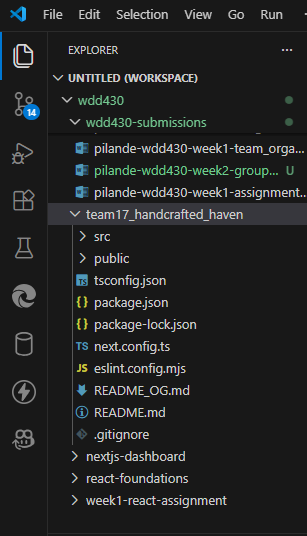 File Edit Selection View Go Run
EXPLORER ...
UNTITLED (WORKSPACE)
wdd430
wdd430-submissions
pilande-wdd430-week1-team_orga...
pilande-wdd430-week2-group... U
pilande-wdd430-week1-assignment...
team17_handcrafted_haven
src
public
TS tsconfig.json
{} package.json
{} package-lock.json
TS next.config.ts
JS eslint.config.mjs
README_OG.md
README.md
.gitignore
nextjs-dashboard
react-foundations
week1-react-assignment
14